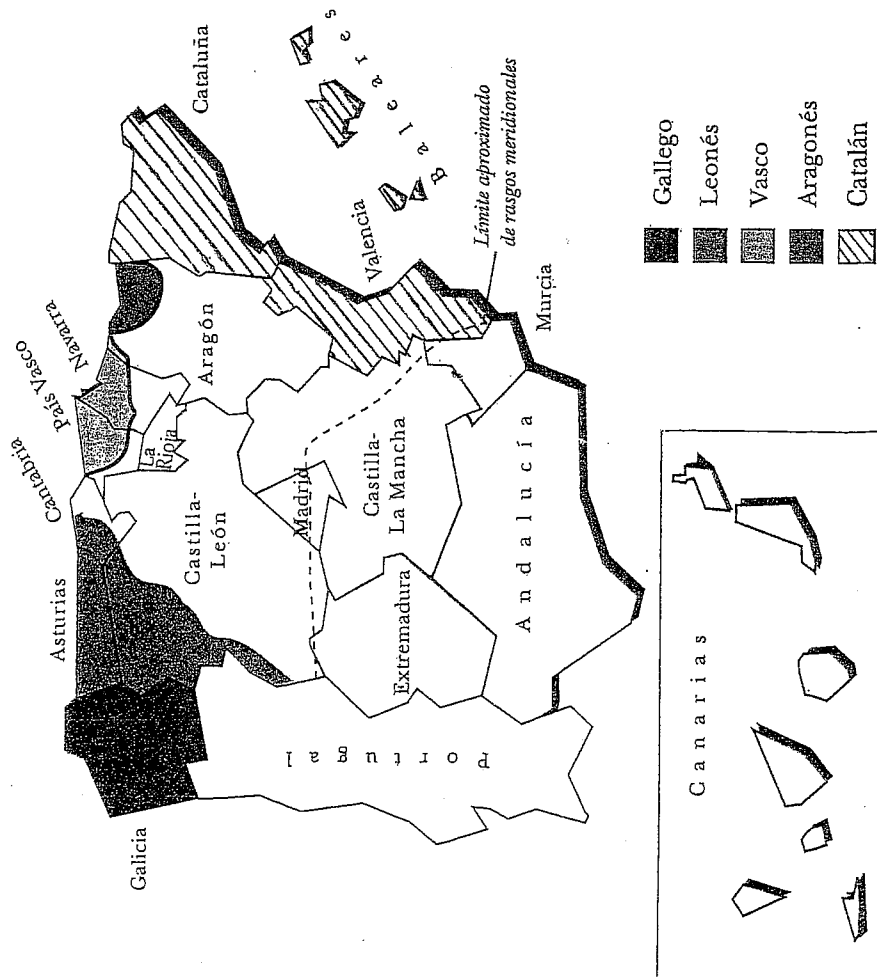 Galicia
Asturias
Cantabria
País Vasco
Navarra
La
Rioja
Castilla-
León
Aragón
Cataluña
Baleares
Valencia
Madrid
Castilla-
La Mancha
Extremadura
Portugal
Andalucía
Murcia
Límite aproximado
de rasgos meridionales
Canarias
Gallego
Leonés
Vasco
Aragonés
Catalán